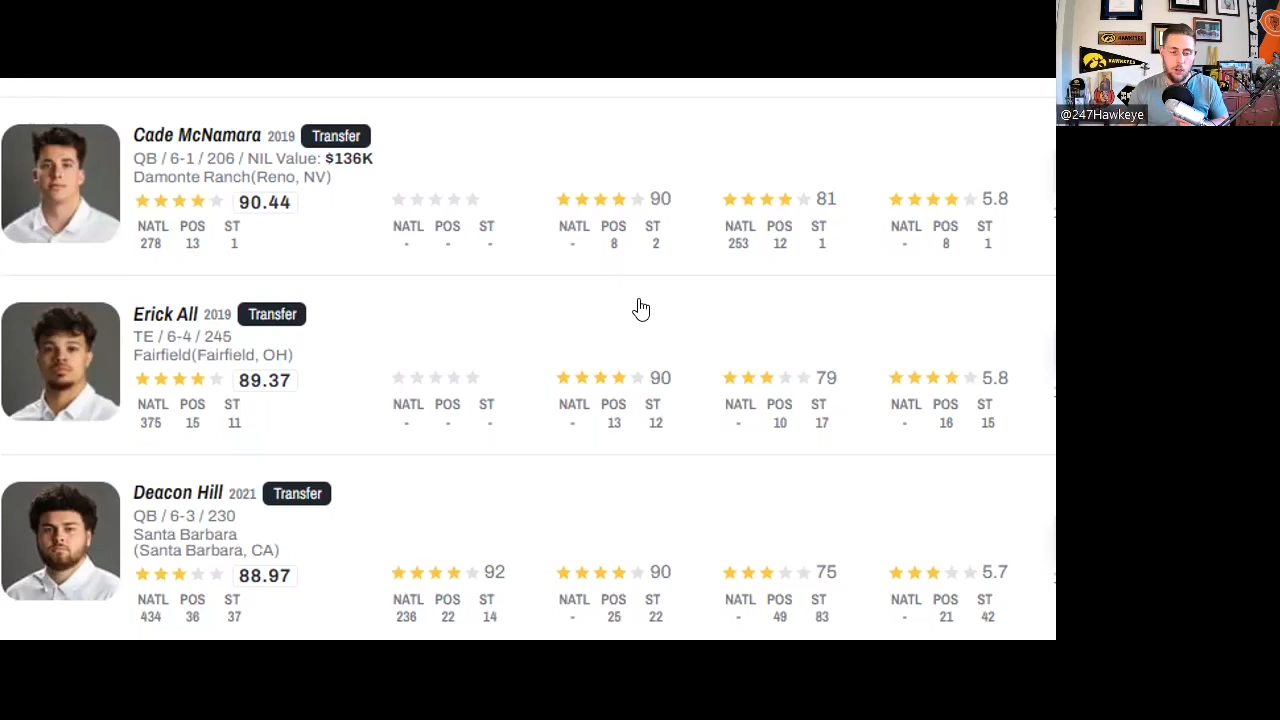 HAWKEYES
HAWKEYES
@247Hawkeye
Cade McNamara 2019 Transfer
QB / 6-1 / 206 / NIL Value: $136K
Damonte Ranch(Reno, NV)
90.44 90 81 5.8
NATL POS ST NATL POS ST NATL POS ST NATL POS ST NATL POS ST
278 13 1 - - - - 8 2 253 12 1 - 8 1
Erick All 2019 Transfer
TE / 6-4 / 245
Fairfield(Fairfield, OH)
89.37 90 79 5.8
NATL POS ST NATL POS ST NATL POS ST NATL POS ST NATL POS ST
375 15 11 - - - - 13 12 - 10 17 - 16 15
Deacon Hill 2021 Transfer
QB / 6-3 / 230
Santa Barbara
(Santa Barbara, CA)
88.97 92 90 75 5.7
NATL POS ST NATL POS ST NATL POS ST NATL POS ST NATL POS ST
434 36 37 236 22 14 - 25 22 - 49 83 - 21 42